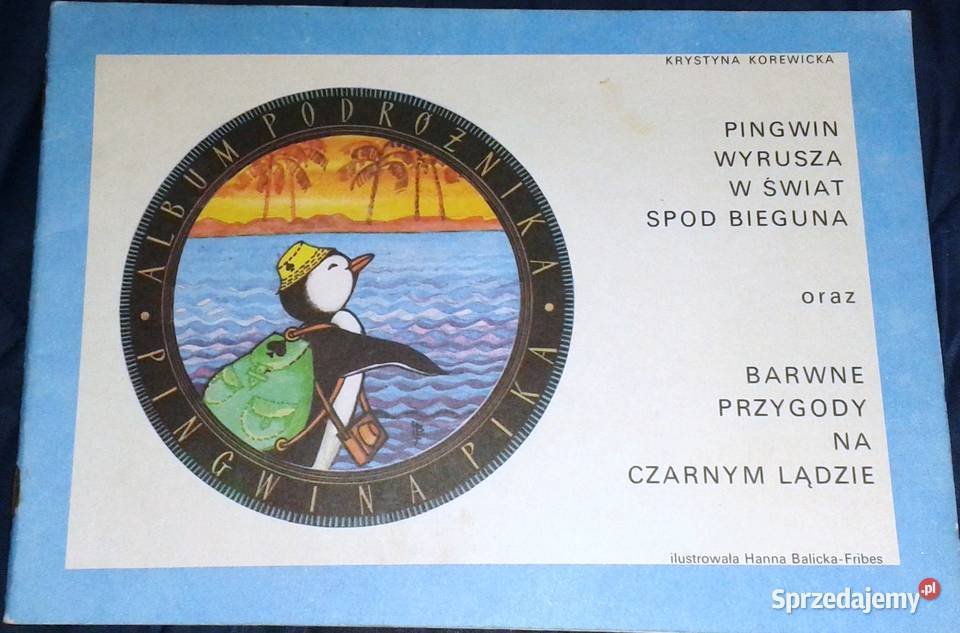 KRYSTYNA KOREWICKA
PINGWIN
WYRUSZA
W ŚWIAT
SPOD BIEGUNA
oraz
BARWNE
PRZYGODY
NA
CZARNYM LĄDZIE
ilustrowała Hanna Balicka-Fribes
ALBUM PODRÓŻNIKA
PINGWINA PIKA
Sprzedajemy.pl